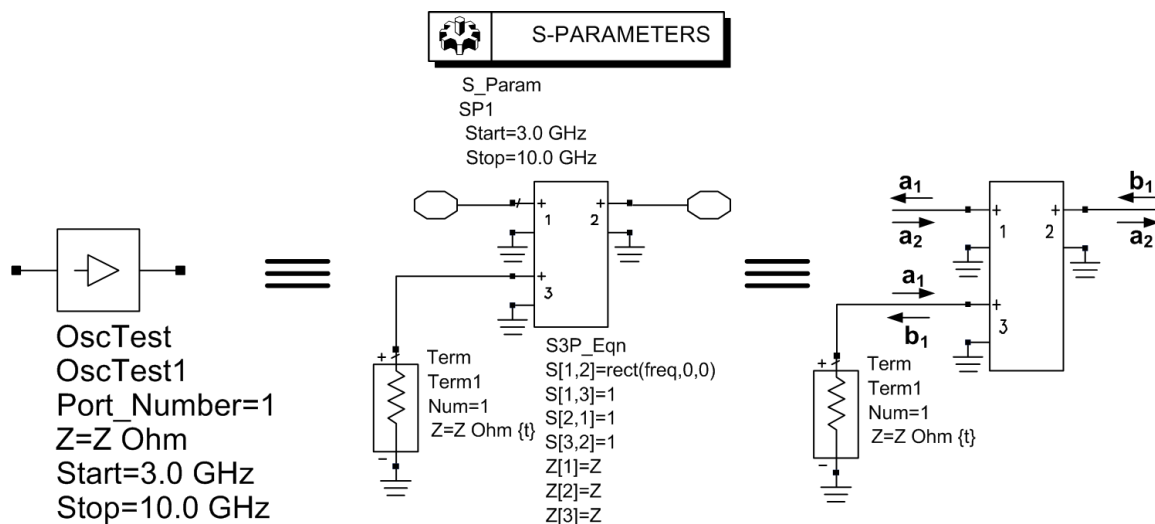 S-PARAMETERS
S_Param
SP1
Start=3.0 GHz
Stop=10.0 GHz
OscTest
OscTest1
Port_Number=1
Z=Z Ohm
Start=3.0 GHz
Stop=10.0 GHz
+
1
+
2
+
3
+
Term
Term1
Num=1
Z=Z Ohm {t}
-
S3P_Eqn
S[1,2]=rect(freq,0,0)
S[1,3]=1
S[2,1]=1
S[3,2]=1
Z[1]=Z
Z[2]=Z
Z[3]=Z
a1
a2
+
1
+
2
b1
a2
a1
b1
+
3
+
Term
Term1
Num=1
Z=Z Ohm {t}
-